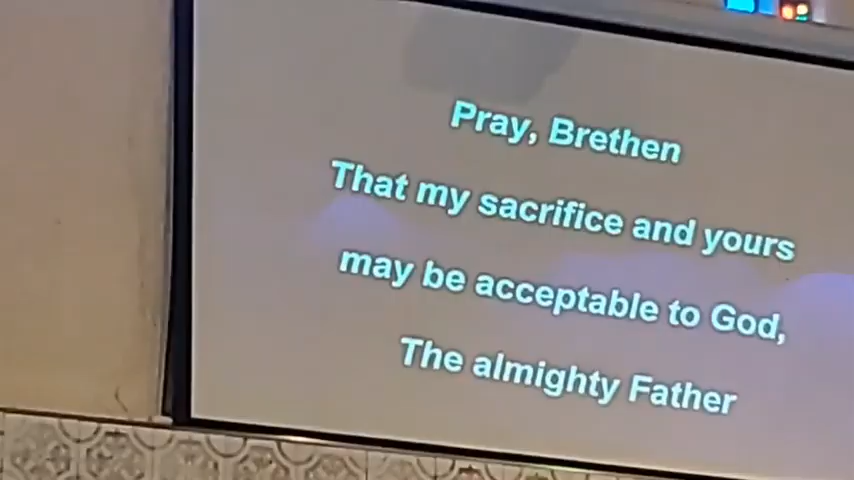 Pray, Brethen
That my sacrifice and yours
may be acceptable to God,
The almighty Father